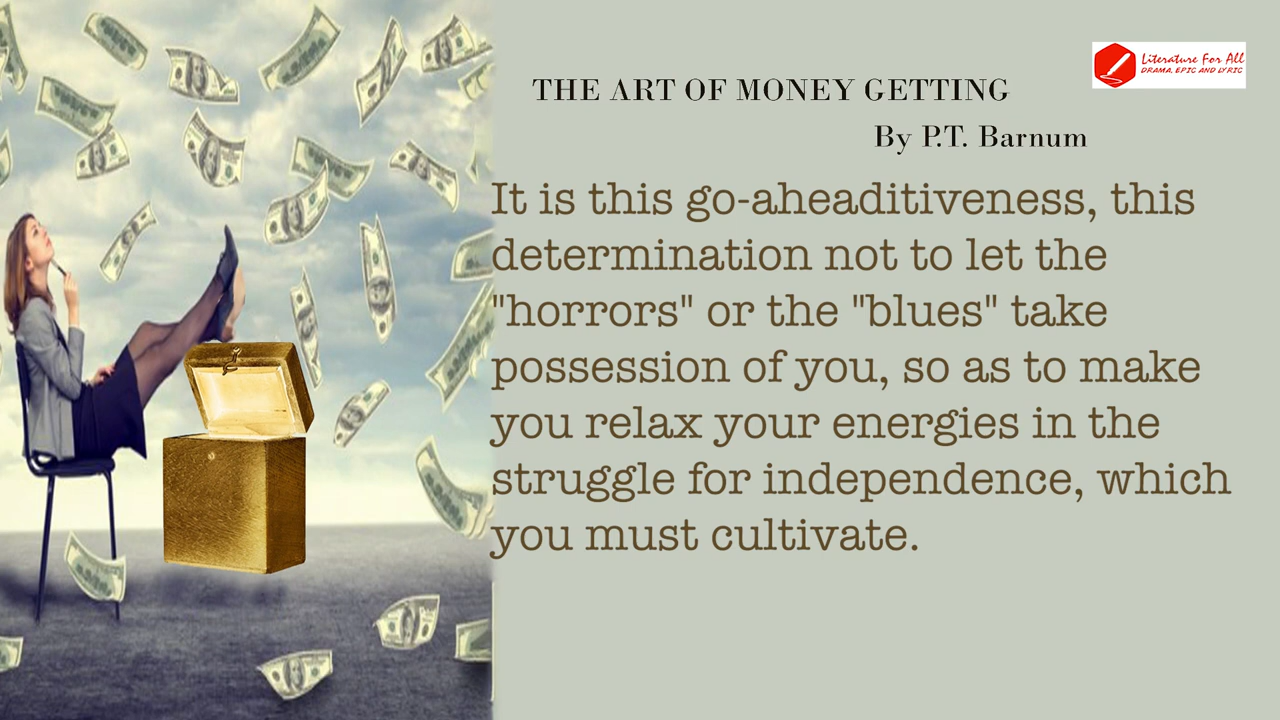 THE ART OF MONEY GETTING
By P.T. Barnum
Literature For All
DRAMA, EPIC AND LYRIC
It is this go-aheaditiveness, this
determination not to let the
"horrors" or the "blues" take
possession of you, so as to make
you relax your energies in the
struggle for independence, which
you must cultivate.